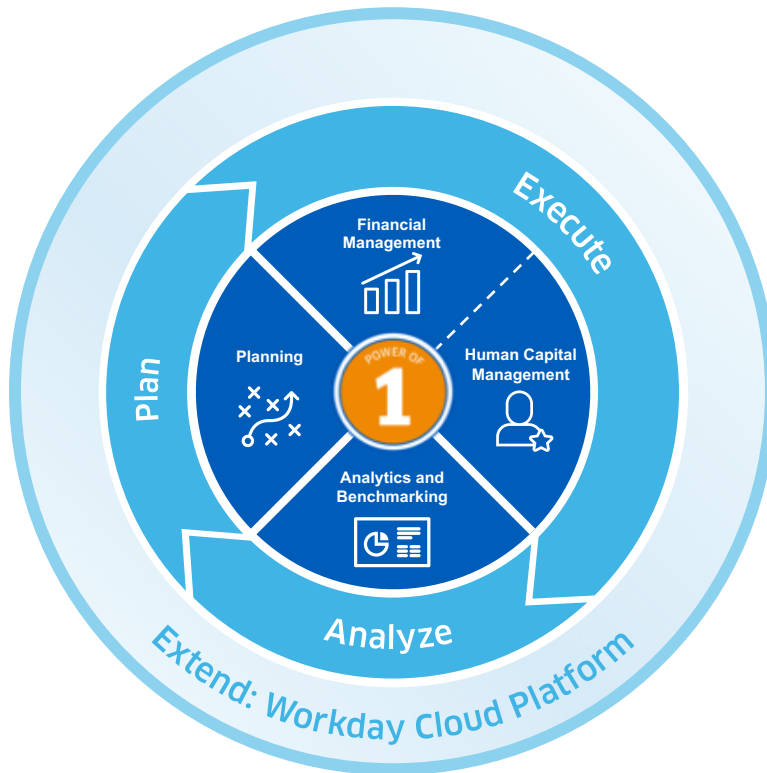 Execute
Financial
Management
Plan
Planning
POWER OF
1
Human Capital
Management
Analytics and
Benchmarking
Analyze
Extend: Workday Cloud Platform